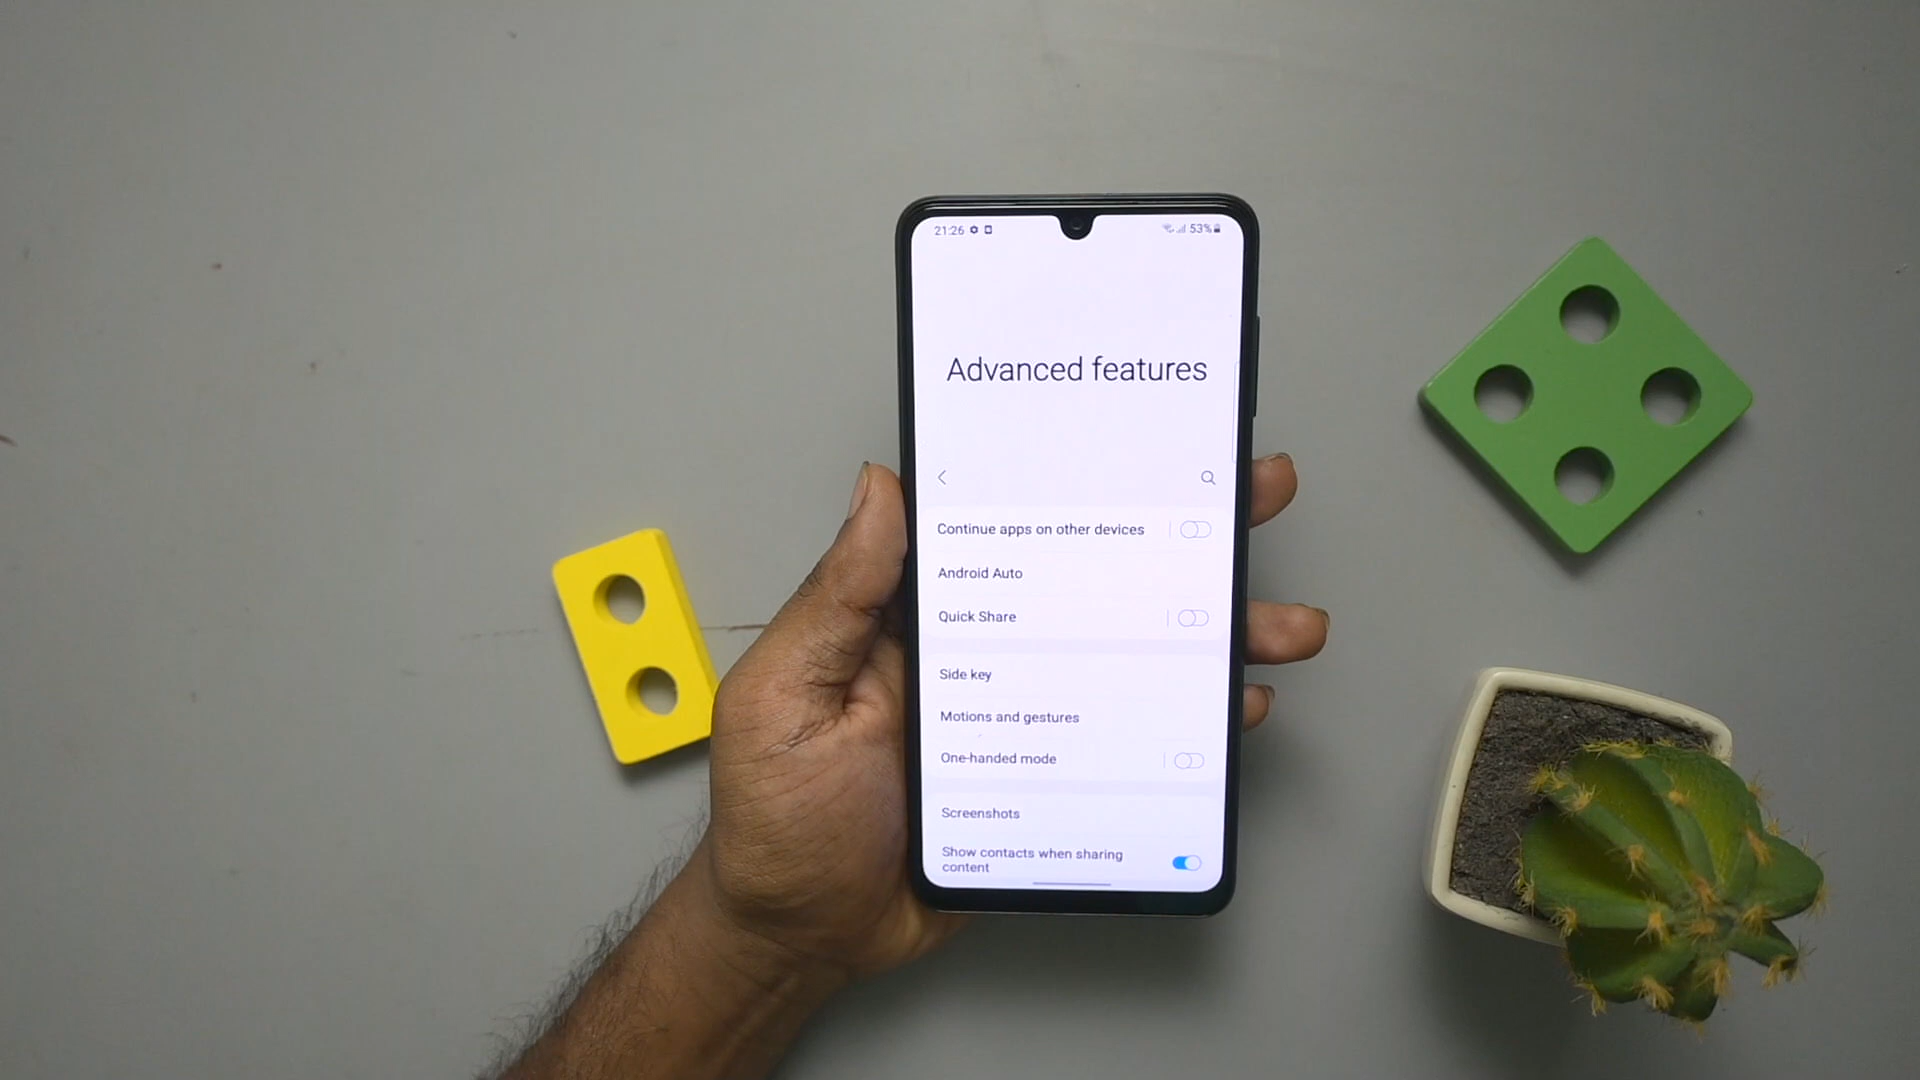 21:26
53%
Advanced features
Continue apps on other devices
Android Auto
Quick Share
Side key
Motions and gestures
One-handed mode
Screenshots
Show contacts when sharing
content